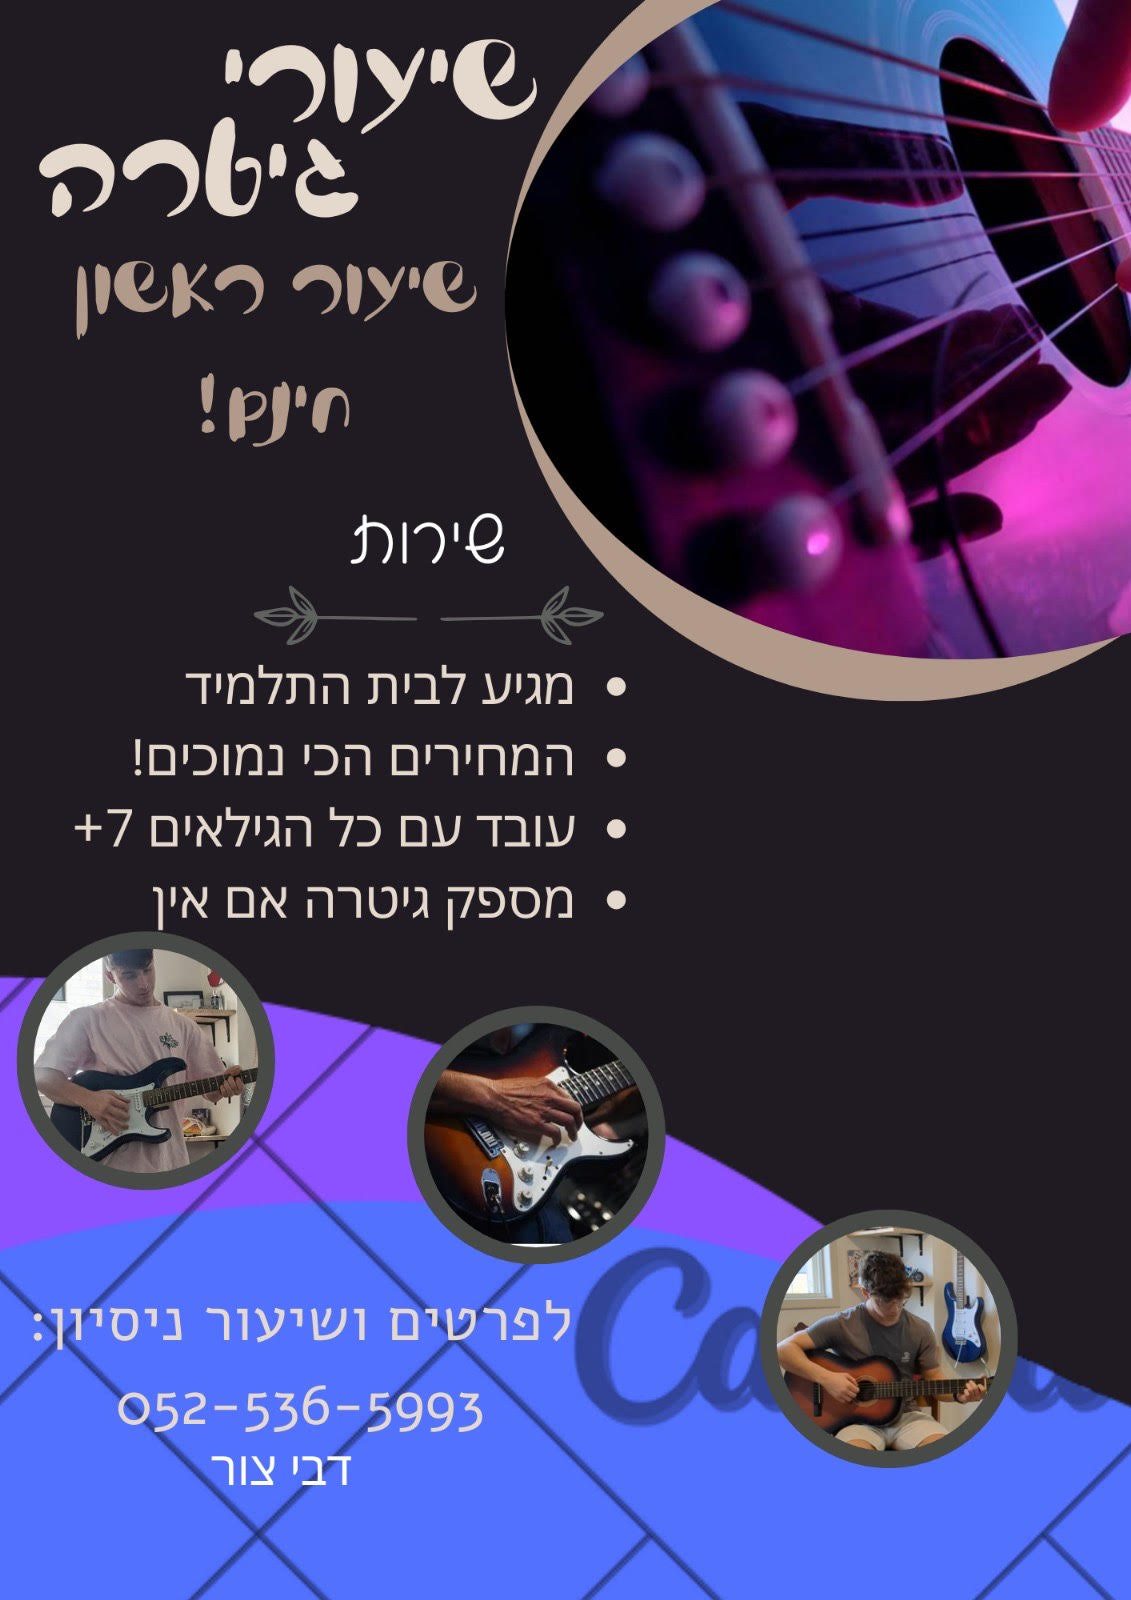 שיעורי
גיטרה
שיעור ראשון
חינם!
שירות
• מגיע לבית התלמיד
• המחירים הכי נמוכים!
• עובד עם כל הגילאים 7+
• מספק גיטרה אם אין
לפרטים ושיעור ניסיון:
052-536-5993
דבי צור